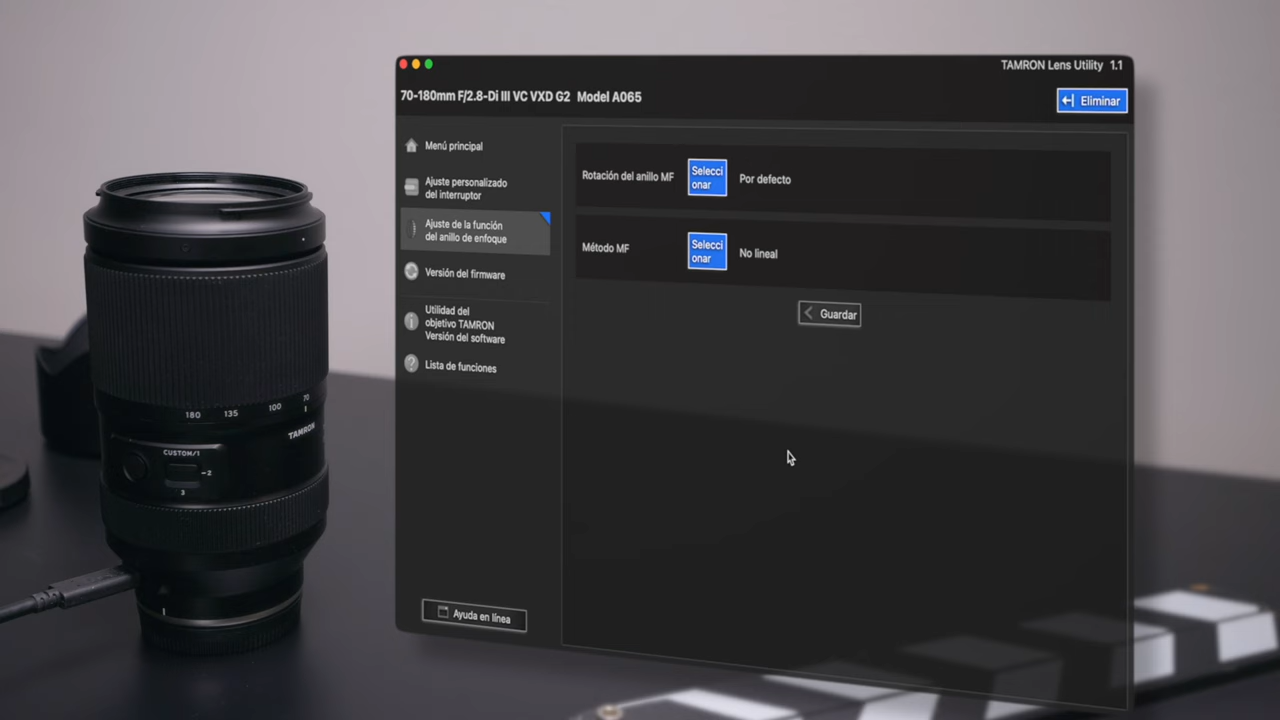 TAMRON Lens Utility 1.1
70-180mm F/2.8-Di III VC VXD G2 Model A065
Eliminar
Menú principal
Ajuste personalizado
del interruptor
Ajuste de la función
del anillo de enfoque
Versión del firmware
Utilidad del
objetivo TAMRON
Versión del software
Lista de funciones
Ayuda en línea
Rotación del anillo MF
Selecci
onar
Por defecto
Método MF
Selecci
onar
No lineal
Guardar
180 135 100 70
TAMRON
CUSTOM/1
2
3